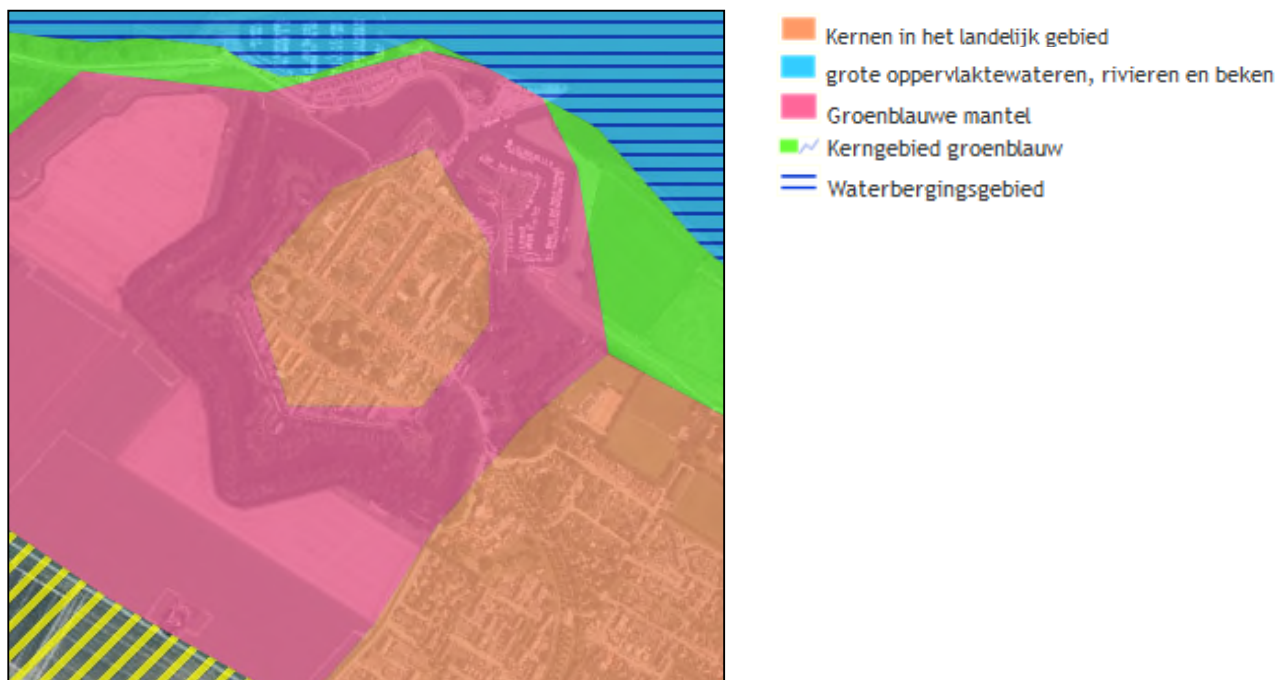 Kernen in het landelijk gebied
grote oppervlaktewateren, rivieren en beken
Groenblauwe mantel
Kerngebied groenblauw
Waterbergingsgebied